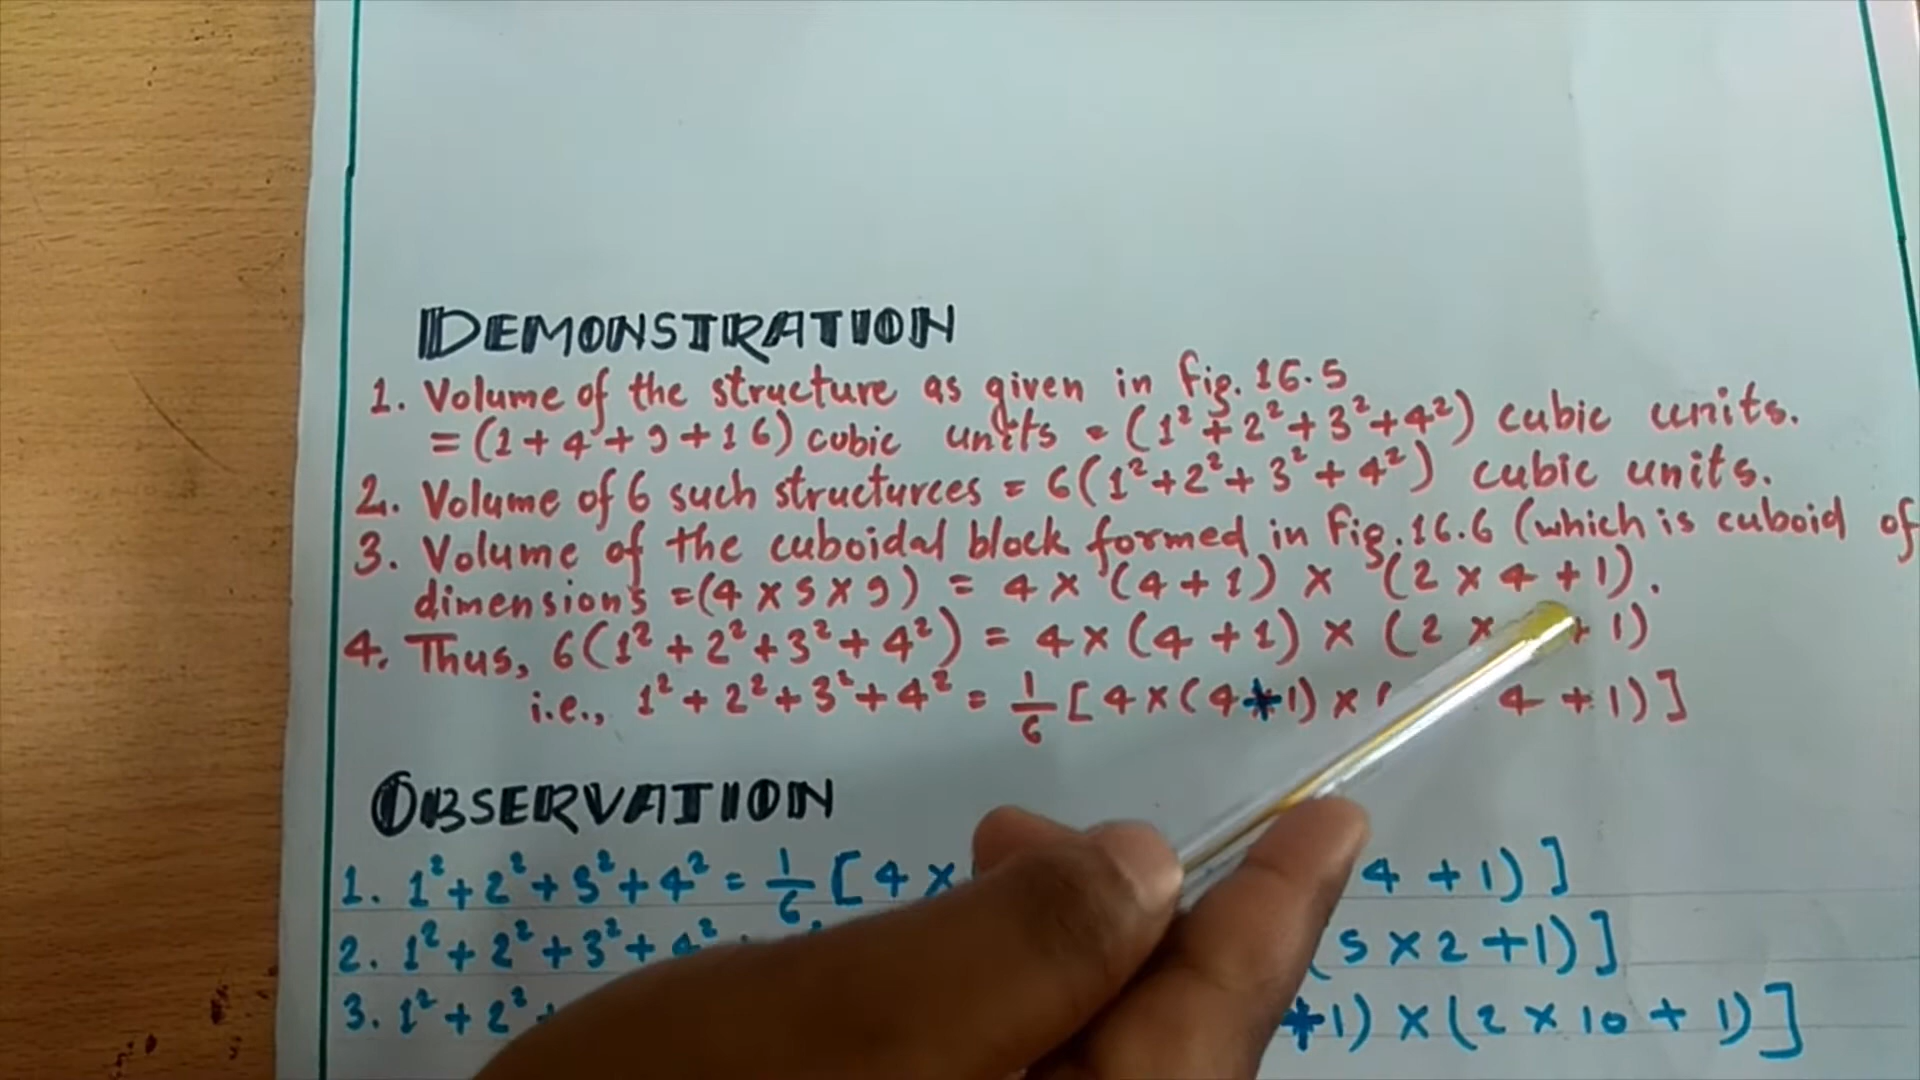 DEMONSTRATION
1. Volume of the structure as given in Fig. 16.5
= (1 + 4 + 9 + 16) cubic units = (1² + 2² + 3² + 4²) cubic units.
2. Volume of 6 such structurces = 6(1² + 2² + 3² + 4²) cubic units.
3. Volume of the cuboidal block formed in Fig. 16.6 (which is cuboid of
dimensions = (4 × 5 × 9) = 4 × (4 + 1) × (2 × 4 + 1).
4. Thus, 6(1² + 2² + 3² + 4²) = 4 × (4 + 1) × (2 × + 1)
i.e., 1² + 2² + 3² + 4² = 1/6 [4 × (4 + 1) × ( 4 + 1)]
OBSERVATION
1. 1² + 2² + 3² + 4² = 1/6 [4 × 4 + 1)]
2. 1² + 2² + 3² + 4² (5 × 2 + 1)]
3. 1² + 2² + +1) × (2 × 10 + 1)]